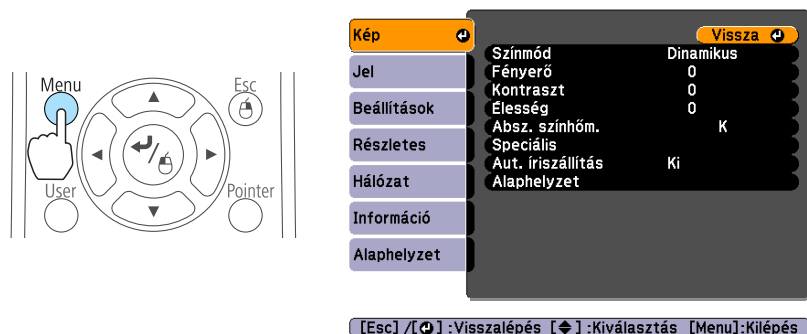 Menu
Esc
User
Pointer
Kép
Jel
Beállítások
Részletes
Hálózat
Információ
Alaphelyzet
Vissza
Színmód Dinamikus
Fényerő 0
Kontraszt 0
Élesség 0
Absz. színhőm. K
Speciális
Aut. íriszállítás Ki
Alaphelyzet
[Esc] /[ ] :Visszalépés [ ] :Kiválasztás [Menu]:Kilépés